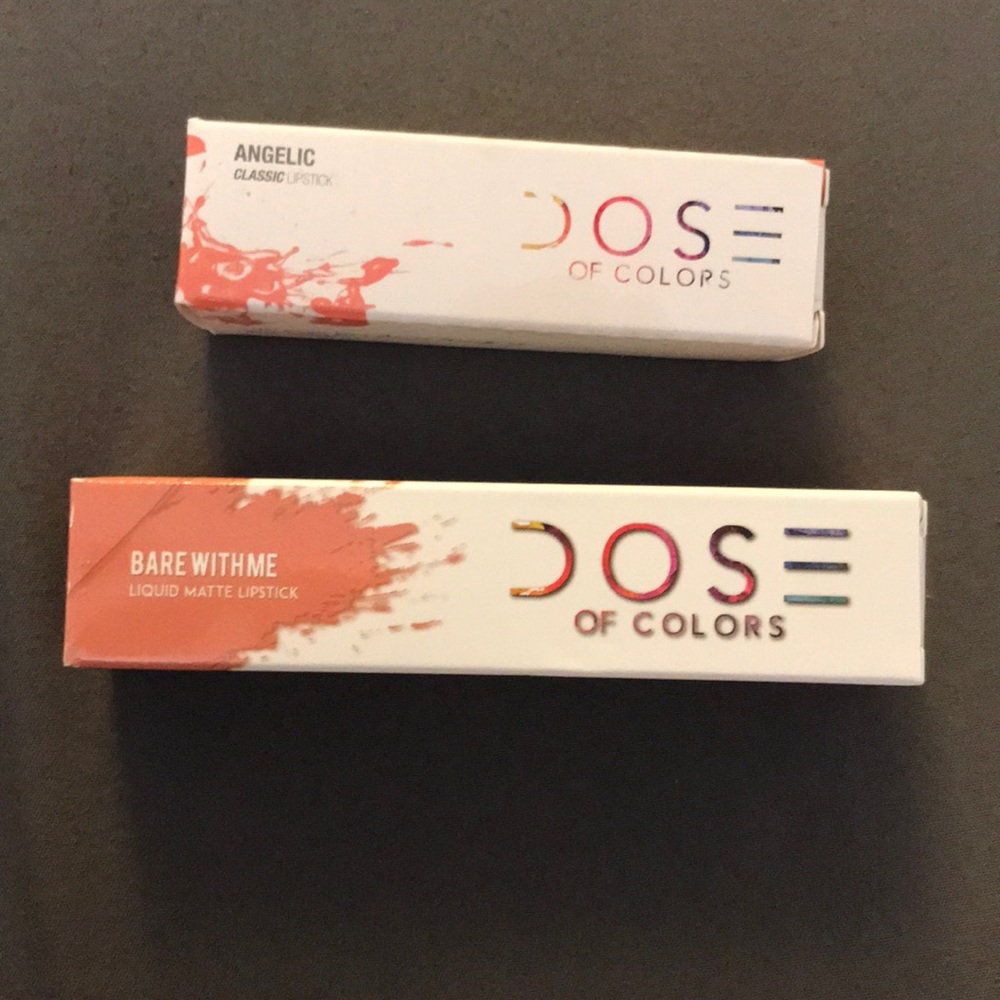 ANGELIC
CLASSIC LIPSTICK
DOSE
OF COLORS
BARE WITH ME
LIQUID MATTE LIPSTICK
DOSE
OF COLORS